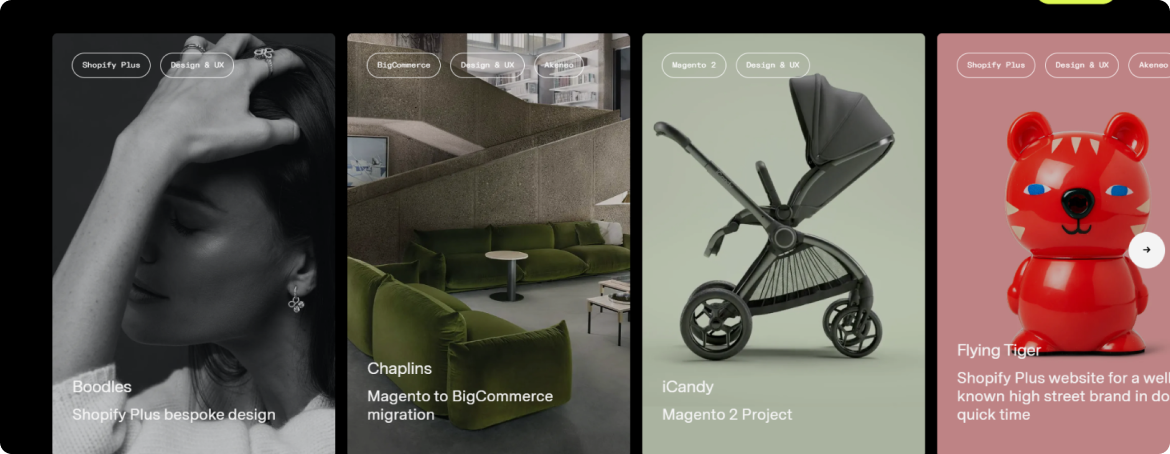 Shopify Plus
Design & UX
Boodles
Shopify Plus bespoke design
BigCommerce
Design & UX
Akeneo
Chaplins
Magento to BigCommerce
migration
Magento 2
Design & UX
iCandy
Magento 2 Project
Shopify Plus
Design & UX
Akeneo
Flying Tiger
Shopify Plus website for a well
known high street brand in do
quick time